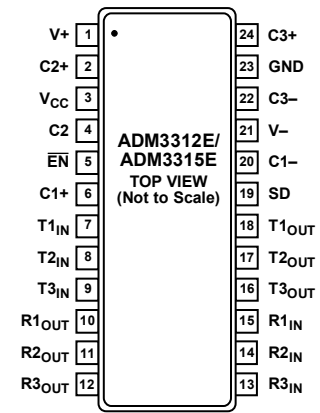 V+ 1 24 C3+
C2+ 2 23 GND
VCC 3 22 C3–
C2 4 21 V–
EN 5 20 C1–
C1+ 6 19 SD
T1IN 7 18 T1OUT
T2IN 8 17 T2OUT
T3IN 9 16 T3OUT
R1OUT 10 15 R1IN
R2OUT 11 14 R2IN
R3OUT 12 13 R3IN
ADM3312E/
ADM3315E
TOP VIEW
(Not to Scale)